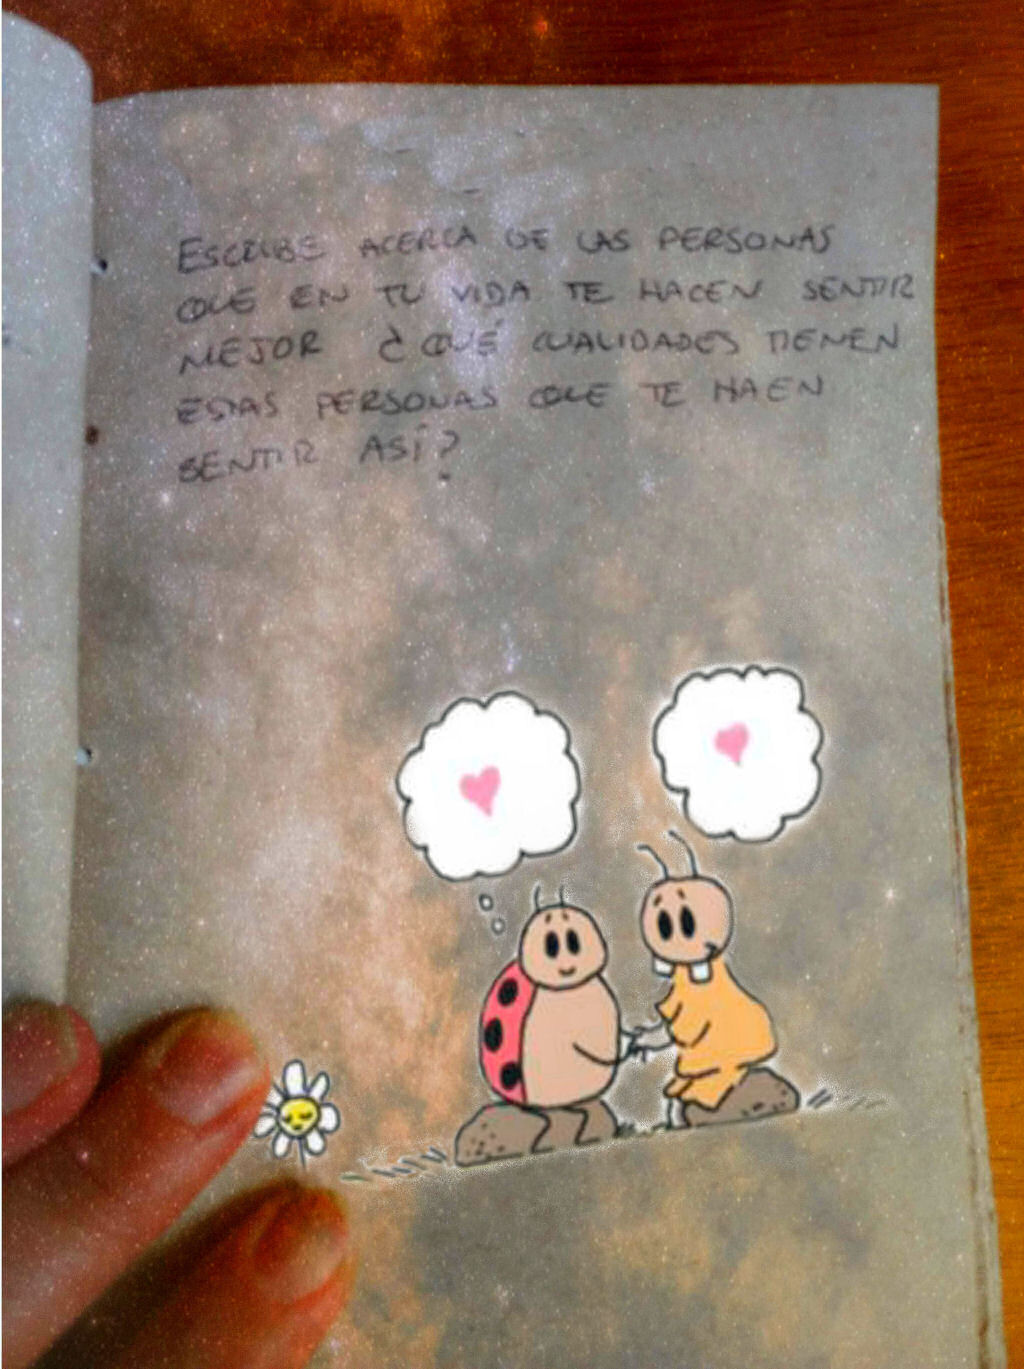 ESCRIBE ACERCA DE LAS PERSONAS
QUE EN TU VIDA TE HACEN SENTIR
MEJOR ¿QUÉ CUALIDADES TIENEN
ESTAS PERSONAS QUE TE HAEN
SENTIR ASÍ?